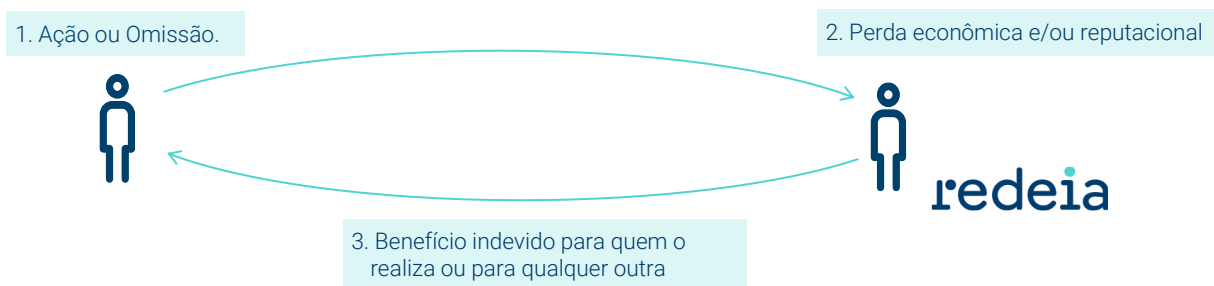 1. Ação ou Omissão.
2. Perda econômica e/ou reputacional
redeia
3. Benefício indevido para quem o
realiza ou para qualquer outra